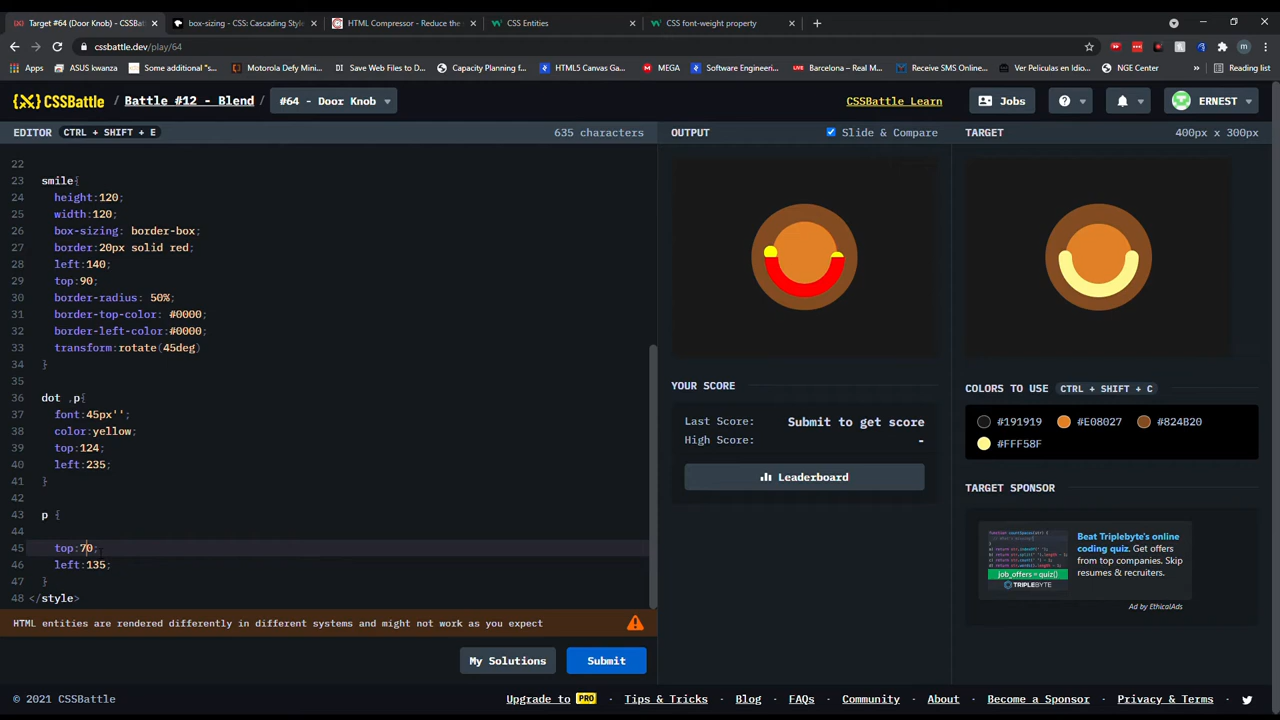 Target #64 (Door Knob) - CSSBat
box-sizing - CSS: Cascading Style
HTML Compressor - Reduce the
CSS Entities
CSS font-weight property
cssbattle.dev/play/64
Apps
ASUS kwanza
Some additional "s...
Motorola Defy Mini...
Save Web Files to D...
Capacity Planning f...
HTML5 Canvas Ga...
MEGA
Software Engineeri...
Barcelona – Real M...
Receive SMS Online...
Ver Peliculas en Idio...
NGE Center
Reading list
CSSBattle / Battle #12 - Blend / #64 - Door Knob
CSSBattle Learn
Jobs
ERNEST
EDITOR CTRL + SHIFT + E
635 characters
OUTPUT
Slide & Compare
TARGET
400px x 300px
22
23 smile{
24 height:120;
25 width:120;
26 box-sizing: border-box;
27 border:20px solid red;
28 left:140;
29 top:90;
30 border-radius: 50%;
31 border-top-color: #0000;
32 border-left-color:#0000;
33 transform:rotate(45deg)
34 }
35
36 dot ,p{
37 font:45px'';
38 color:yellow;
39 top:124;
40 left:235;
41 }
42
43 p {
44
45 top:70;
46 left:135;
47 }
48 </style>
HTML entities are rendered differently in different systems and might not work as you expect
My Solutions
Submit
YOUR SCORE
Last Score: Submit to get score
High Score: -
Leaderboard
COLORS TO USE CTRL + SHIFT + C
#191919
#E08027
#824B20
#FFF58F
TARGET SPONSOR
job_offers = quiz()
TRIPLEBYTE
Beat Triplebyte's online
coding quiz. Get offers
from top companies. Skip
resumes & recruiters.
Ad by EthicalAds
© 2021 CSSBattle
Upgrade to PRO · Tips & Tricks · Blog · FAQs · Community · About · Become a Sponsor · Privacy & Terms ·